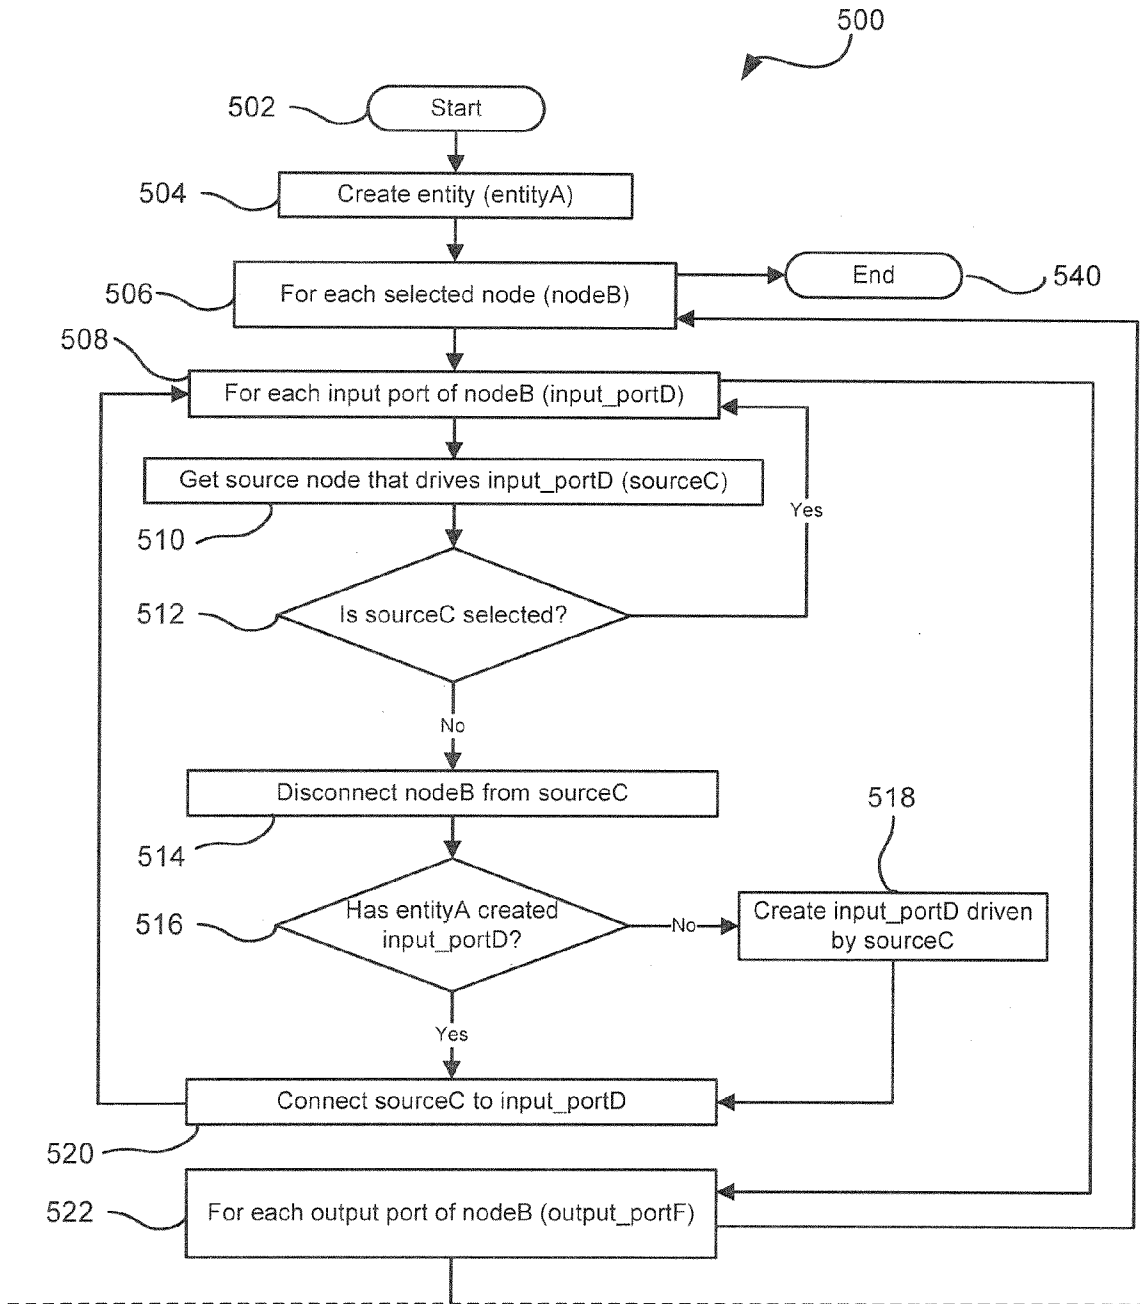 500
502
Start
504
Create entity (entityA)
506
For each selected node (nodeB)
End
540
508
For each input port of nodeB (input_portD)
Get source node that drives input_portD (sourceC)
510
Yes
512
Is sourceC selected?
No
Disconnect nodeB from sourceC
514
518
516
Has entityA created
input_portD?
No
Create input_portD driven
by sourceC
Yes
Connect sourceC to input_portD
520
522
For each output port of nodeB (output_portF)